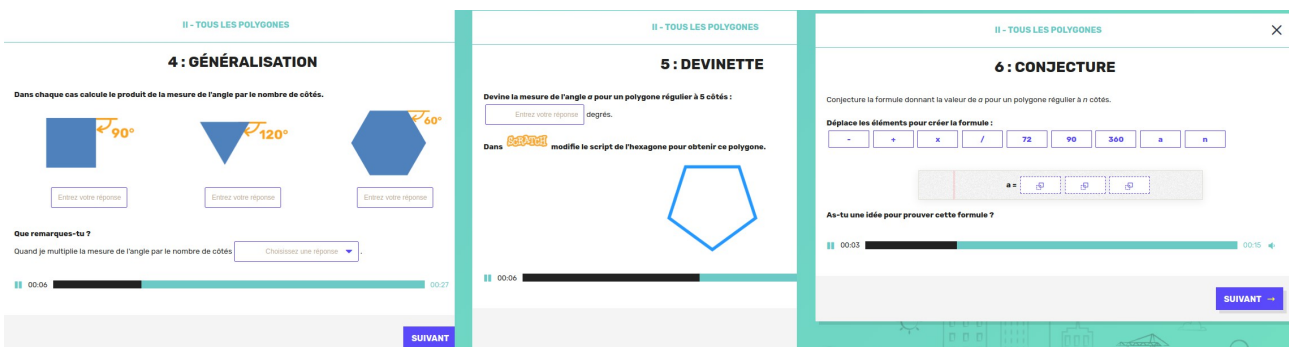 II - TOUS LES POLYGONES
4 : GÉNÉRALISATION
Dans chaque cas calcule le produit de la mesure de l'angle par le nombre de côtés.
90°
120°
60°
Entrez votre réponse
Entrez votre réponse
Entrez votre réponse
Que remarques-tu ?
Quand je multiplie la mesure de l'angle par le nombre de côtés Choisissez une réponse .
00:06
00:27
SUIVANT
II - TOUS LES POLYGONES
5 : DEVINETTE
Devine la mesure de l'angle a pour un polygone régulier à 5 côtés :
Entrez votre réponse degrés.
Dans SCRATCH modifie le script de l'hexagone pour obtenir ce polygone.
00:06
II - TOUS LES POLYGONES
6 : CONJECTURE
Conjecture la formule donnant la valeur de a pour un polygone régulier à n côtés.
Déplace les éléments pour créer la formule :
- + x / 72 90 360 a n
a =
As-tu une idée pour prouver cette formule ?
00:03
00:15
SUIVANT →